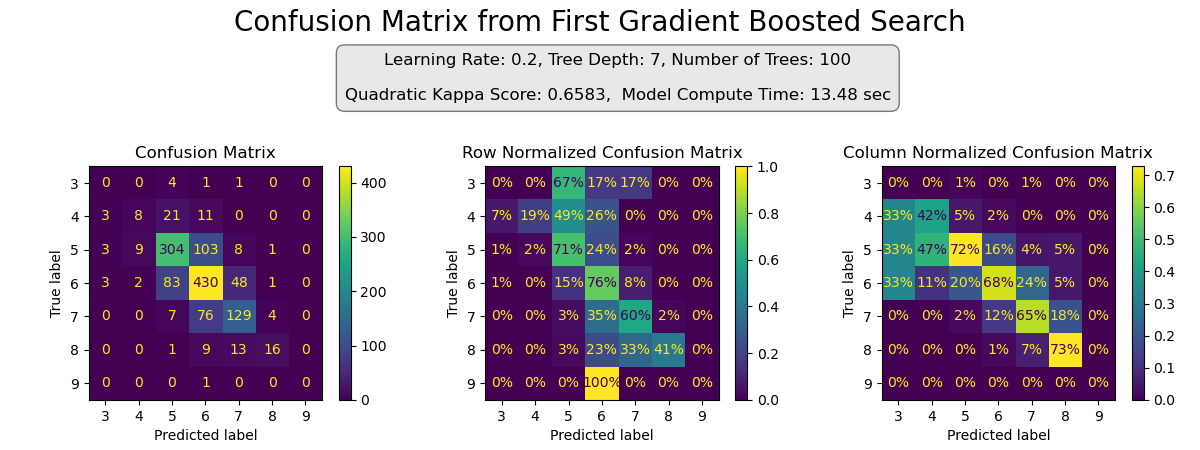 Confusion Matrix from First Gradient Boosted Search
Learning Rate: 0.2, Tree Depth: 7, Number of Trees: 100
Quadratic Kappa Score: 0.6583,  Model Compute Time: 13.48 sec
Confusion Matrix
3 0 0 4 1 1 0 0
4 3 8 21 11 0 0 0
5 3 9 304 103 8 1 0
6 3 2 83 430 48 1 0
7 0 0 7 76 129 4 0
8 0 0 1 9 13 16 0
9 0 0 0 1 0 0 0
3 4 5 6 7 8 9
True label
Predicted label
400
300
200
100
0
Row Normalized Confusion Matrix
3 0% 0% 67% 17% 17% 0% 0%
4 7% 19% 49% 26% 0% 0% 0%
5 1% 2% 71% 24% 2% 0% 0%
6 1% 0% 15% 76% 8% 0% 0%
7 0% 0% 3% 35% 60% 2% 0%
8 0% 0% 3% 23% 33% 41% 0%
9 0% 0% 0% 100% 0% 0% 0%
3 4 5 6 7 8 9
True label
Predicted label
1.0
0.8
0.6
0.4
0.2
0.0
Column Normalized Confusion Matrix
3 0% 0% 1% 0% 1% 0% 0%
4 33% 42% 5% 2% 0% 0% 0%
5 33% 47% 72% 16% 4% 5% 0%
6 33% 11% 20% 68% 24% 5% 0%
7 0% 0% 2% 12% 65% 18% 0%
8 0% 0% 0% 1% 7% 73% 0%
9 0% 0% 0% 0% 0% 0% 0%
3 4 5 6 7 8 9
True label
Predicted label
0.7
0.6
0.5
0.4
0.3
0.2
0.1
0.0